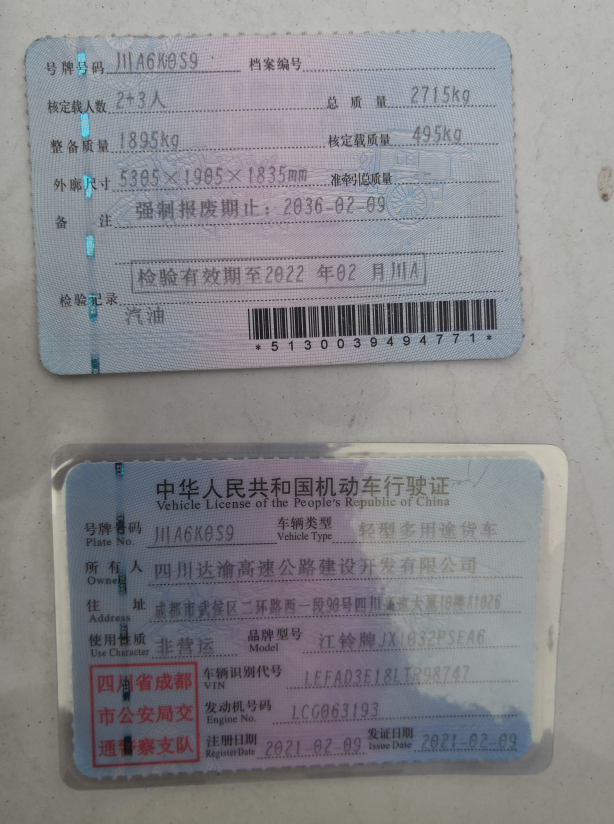 号牌号码 川A6K0S9 档案编号
核定载人数 2+3人 总 质 量 2715kg
整备质量 1895kg 核定载质量 495kg
外廓尺寸 5305×1905×1835mm 准牵引总质量 -
备 注 强制报废期止: 2036-02-09
检验有效期至2022 年02 月川A
检验记录
汽油
*5130039494771*
中华人民共和国机动车行驶证
Vehicle License of the People's Republic of China
号牌号码 川A6K0S9 车辆类型 轻型多用途货车
Plate No. Vehicle Type
所 有 人 四川达渝高速公路建设开发有限公司
Owner
住 址 成都市武侯区二环路西一段90号四川 大厦10楼A1026
Address
使用性质 非营运 品牌型号 江铃牌JX1032PSEA6
Use Character Model
四川省成都
市公安局交
通警察支队
车辆识别代号 LEFAD3E18LTR98747
VIN
发动机号码 LCG063193
Engine No.
注册日期 2021-02-09 发证日期 2021-02-09
Register Date Issue Date